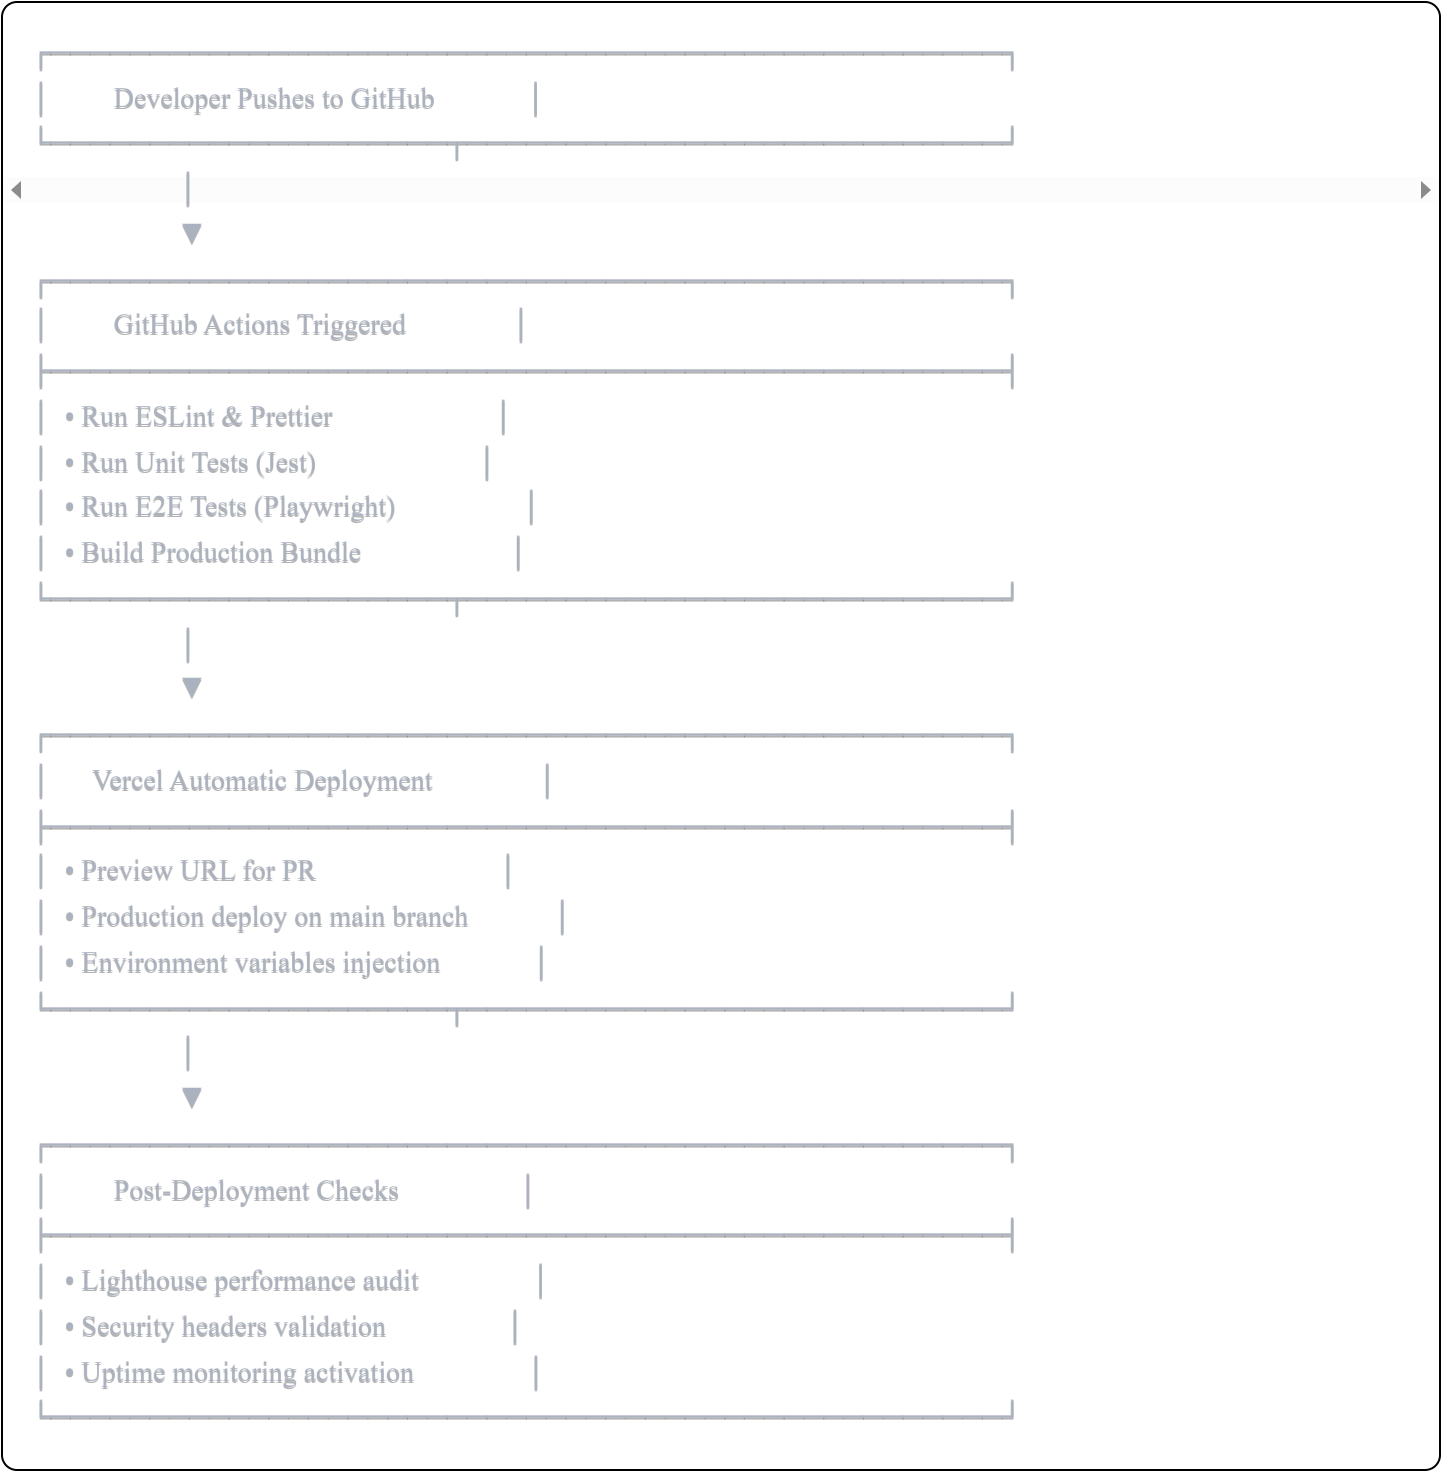 Developer Pushes to GitHub
▼
GitHub Actions Triggered
• Run ESLint & Prettier
• Run Unit Tests (Jest)
• Run E2E Tests (Playwright)
• Build Production Bundle
▼
Vercel Automatic Deployment
• Preview URL for PR
• Production deploy on main branch
• Environment variables injection
▼
Post-Deployment Checks
• Lighthouse performance audit
• Security headers validation
• Uptime monitoring activation